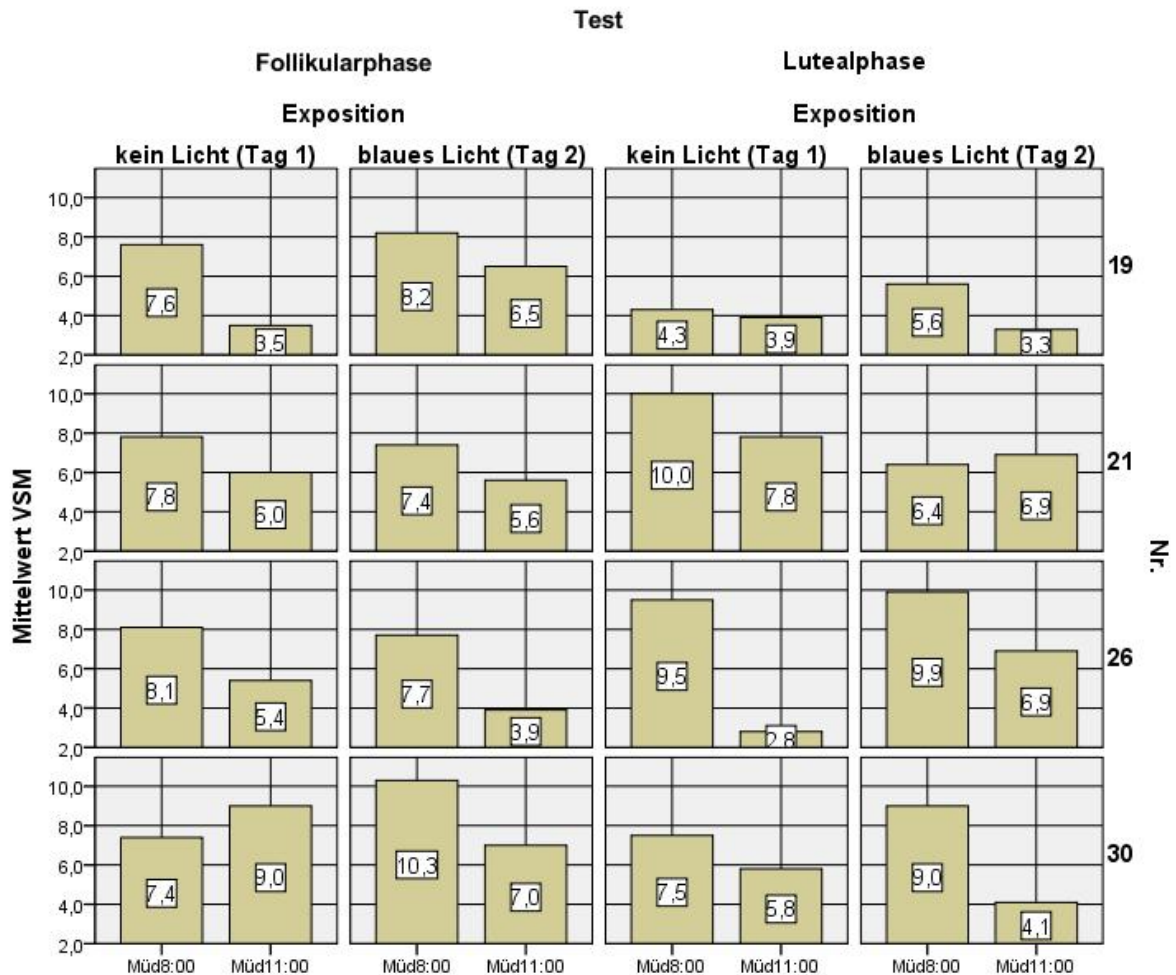 Test
Follikularphase Lutealphase
Exposition Exposition
kein Licht (Tag 1) blaues Licht (Tag 2) kein Licht (Tag 1) blaues Licht (Tag 2)
Mittelwert VSM
Nr.
10,0
8,0
6,0
4,0
2,0
7,6 3,5 8,2 6,5 4,3 3,9 5,6 3,3
19
10,0
8,0
6,0
4,0
2,0
7,8 6,0 7,4 5,6 10,0 7,8 6,4 6,9
21
10,0
8,0
6,0
4,0
2,0
8,1 5,4 7,7 3,9 9,5 2,8 9,9 6,9
26
10,0
8,0
6,0
4,0
2,0
7,4 9,0 10,3 7,0 7,5 5,8 9,0 4,1
30
Müd8:00 Müd11:00 Müd8:00 Müd11:00 Müd8:00 Müd11:00 Müd8:00 Müd11:00